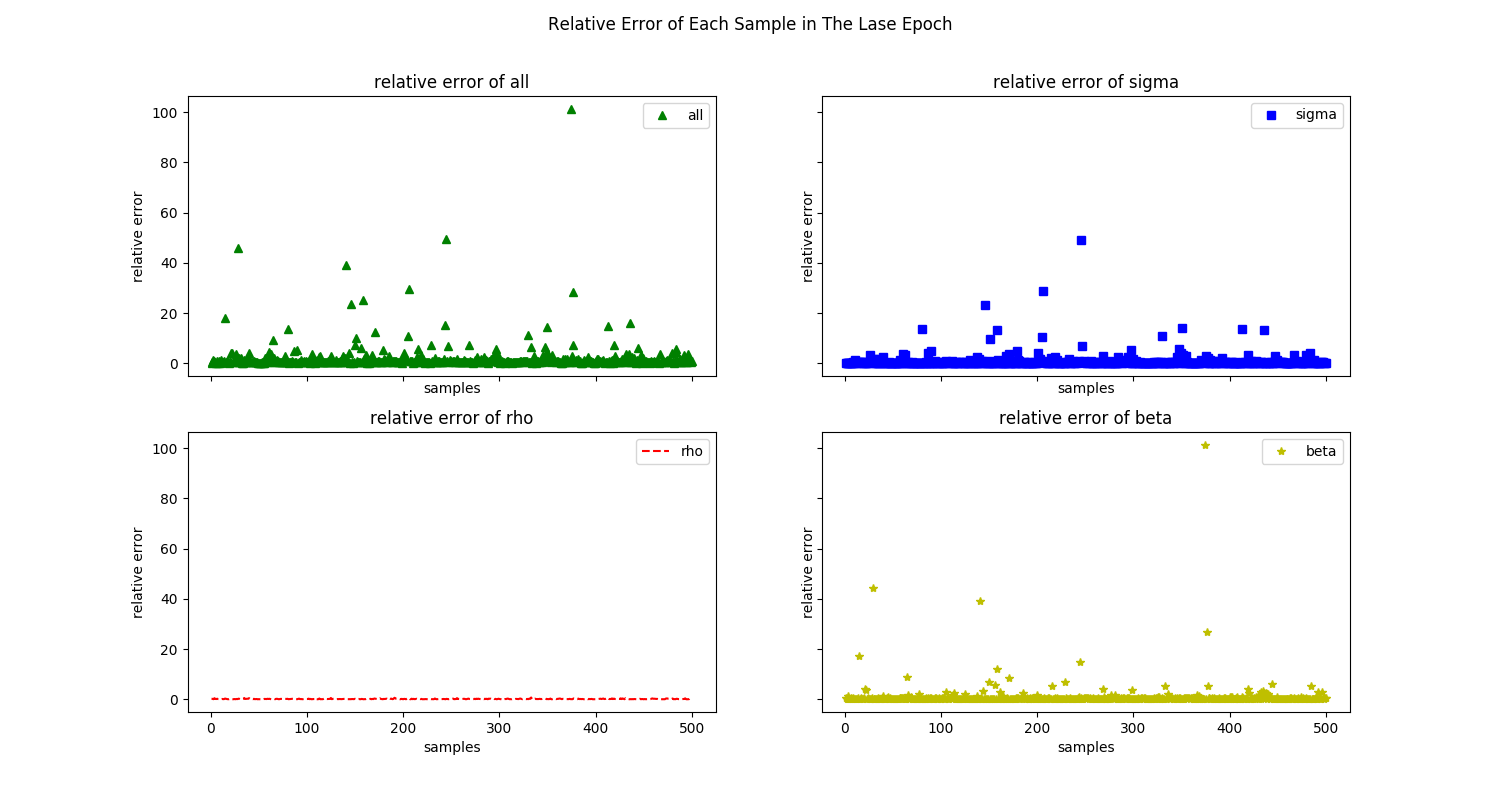 Relative Error of Each Sample in The Lase Epoch
relative error of all
relative error
100
80
60
40
20
0
all
samples
relative error of sigma
relative error
sigma
samples
relative error of rho
relative error
100
80
60
40
20
0
rho
0 100 200 300 400 500
samples
relative error of beta
relative error
beta
0 100 200 300 400 500
samples